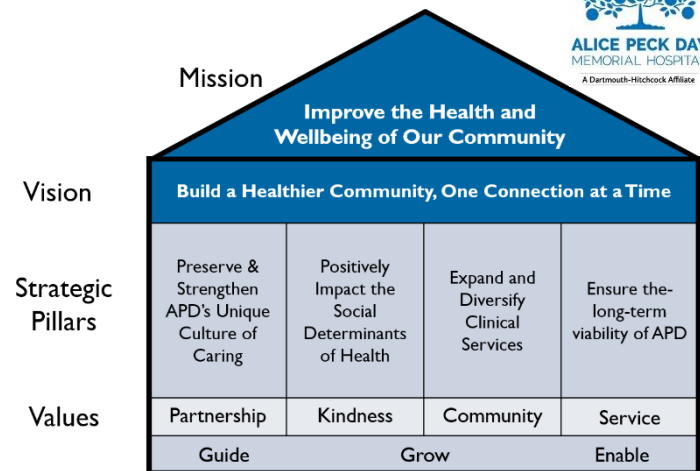 ALICE PECK DAY
MEMORIAL HOSPITAL
A Dartmouth-Hitchcock Affiliate
Mission
Improve the Health and
Wellbeing of Our Community
Vision
Build a Healthier Community, One Connection at a Time
Strategic
Pillars
Preserve &
Strengthen
APD's Unique
Culture of
Caring
Positively
Impact the
Social
Determinants
of Health
Expand and
Diversify
Clinical
Services
Ensure the-
long-term
viability of APD
Values
Partnership
Kindness
Community
Service
Guide
Grow
Enable